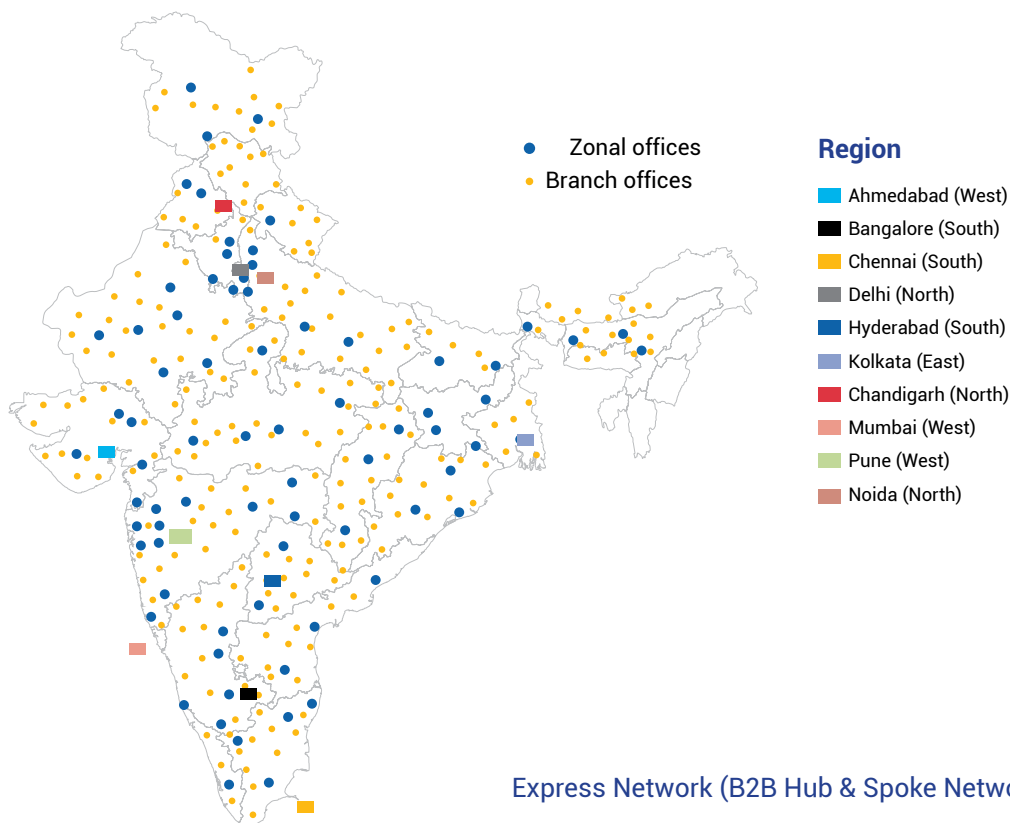 Zonal offices
Branch offices
Region
Ahmedabad (West)
Bangalore (South)
Chennai (South)
Delhi (North)
Hyderabad (South)
Kolkata (East)
Chandigarh (North)
Mumbai (West)
Pune (West)
Noida (North)
Express Network (B2B Hub & Spoke Netwo